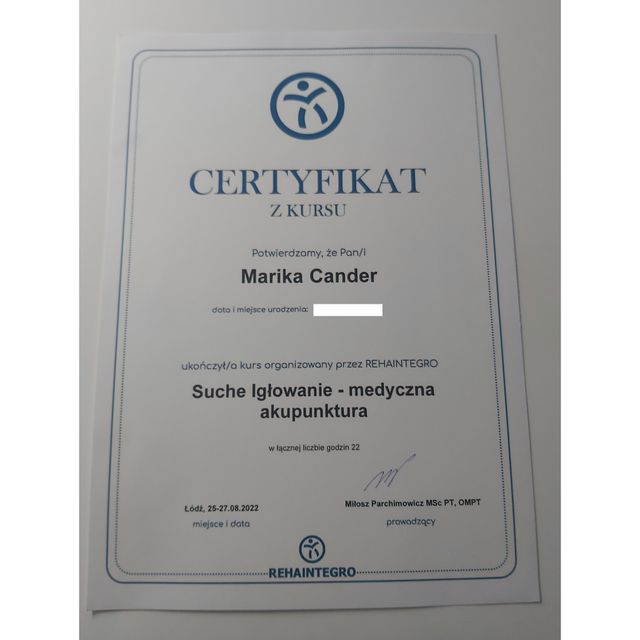 CERTYFIKAT
Z KURSU
Potwierdzamy, że Pan/i
Marika Cander
data i miejsce urodzenia:
ukończył/a kurs organizowany przez REHAINTEGRO
Suche Igłowanie - medyczna
akupunktura
w łącznej liczbie godzin 22
Łódź, 25-27.08.2022
miejsce i data
Miłosz Parchimowicz MSc PT, OMPT
prowadzący
REHAINTEGRO